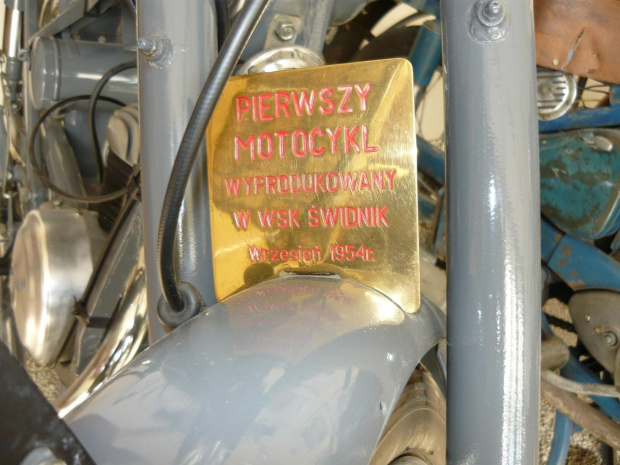 PIERWSZY
MOTOCYKL
WYPRODUKOWANY
W WSK ŚWIDNIK
Wrzesień 1954r.